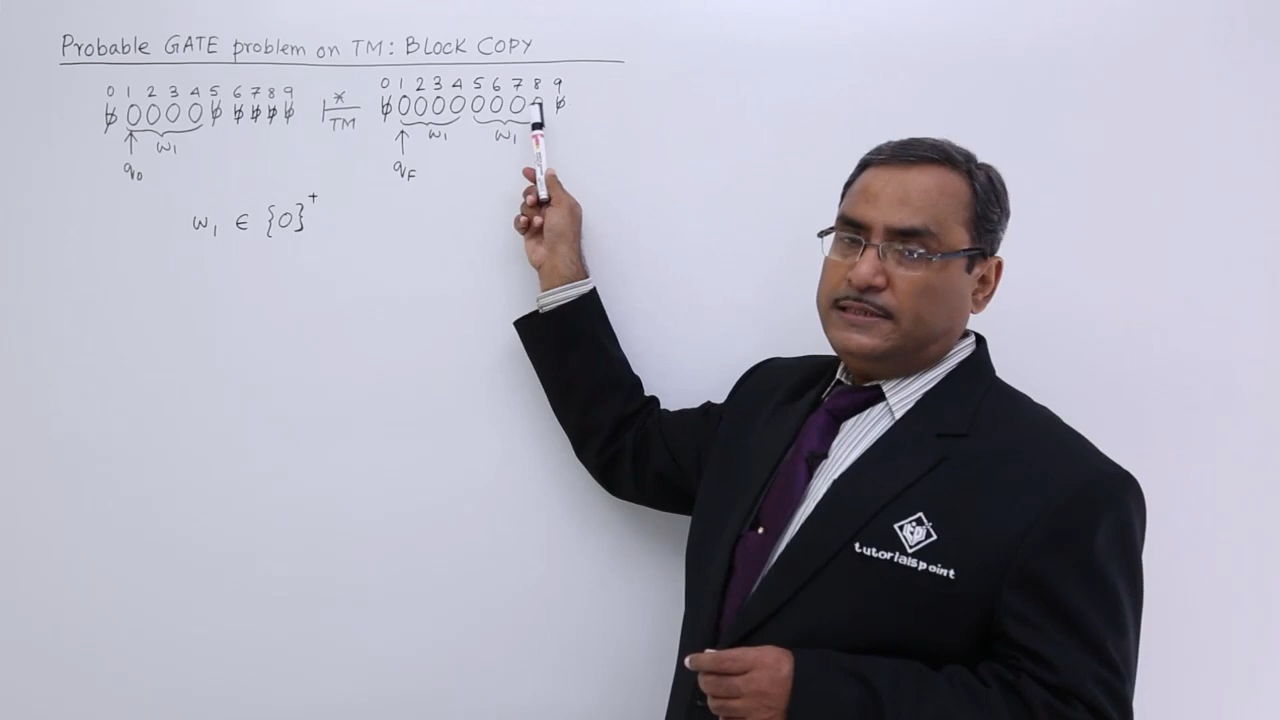 Probable GATE problem on TM: BLOCK COPY
0 1 2 3 4 5 6 7 8 9 0 1 2 3 4 5 6 7 8 9
ƀ 0 0 0 0 ƀ ƀ ƀ ƀ ƀ |* TM ƀ 0 0 0 0 0 0 0 0 ƀ
w₁ w₁ w₁
q₀ q_F
w₁ ∈ {0}⁺
tutorialspoint